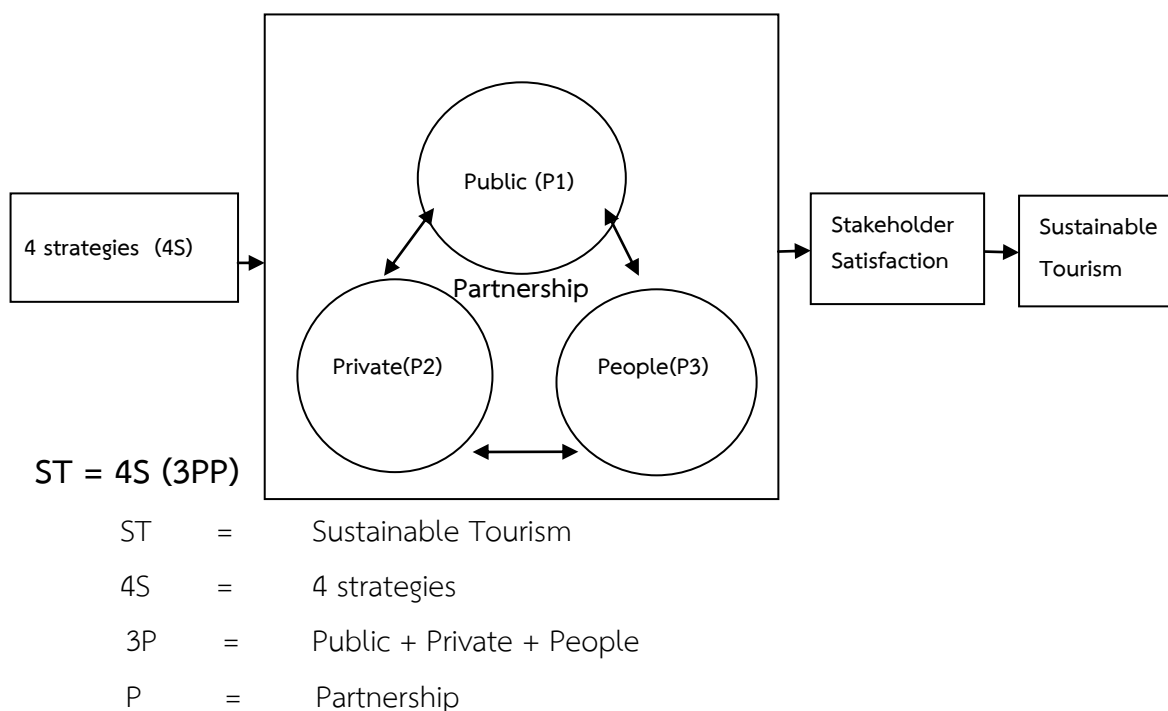 Public (P1)
4 strategies  (4S)
Stakeholder
Satisfaction
Sustainable
Tourism
Partnership
Private(P2)
People(P3)
ST = 4S (3PP)
ST = Sustainable Tourism
4S = 4 strategies
3P = Public + Private + People
P = Partnership